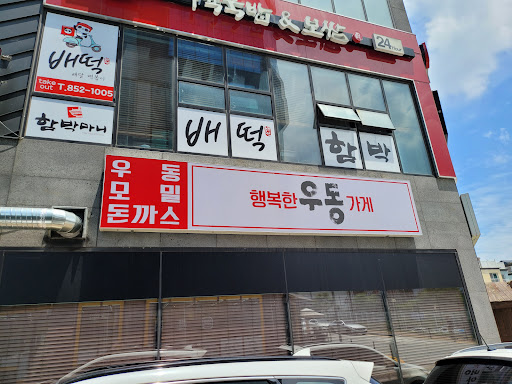 국밥 & 보쌈
24
배떡
take out T.852-1005
함박마니
배떡
함박
우동
모밀
돈까스
행복한 우동 가게